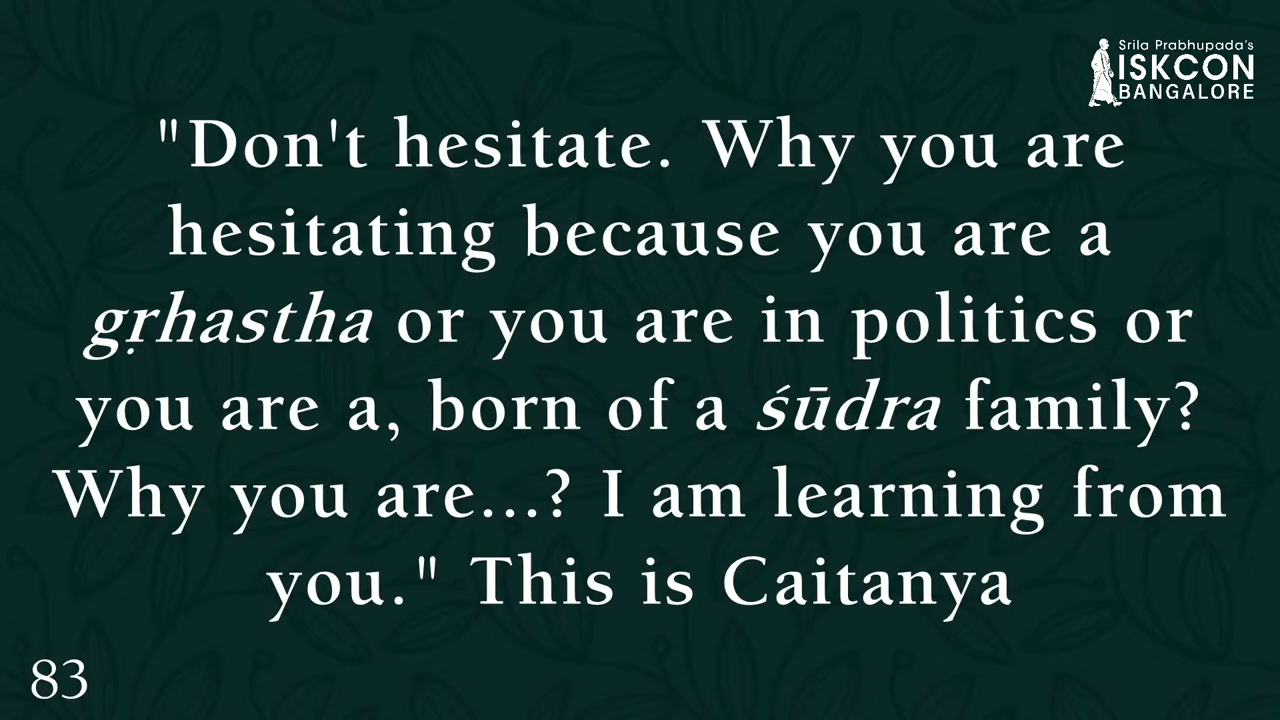 Srila Prabhupada's
ISKCON
BANGALORE
"Don't hesitate. Why you are
hesitating because you are a
gṛhastha or you are in politics or
you are a, born of a śūdra family?
Why you are...? I am learning from
you." This is Caitanya
83